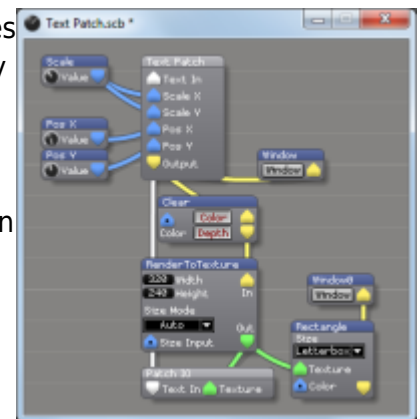 es
y
n
Text Patch.scb *
Scale
Value
Text Patch
Text In
Scale X
Scale Y
Pos X
Pos Y
Output
Pos X
Value
Pos Y
Value
Window
Window
Clear
Color
Color Depth
RenderToTexture
320 Width
240 Height In
Size Mode
Auto
Out
Size Input
Window0
Window
Rectangle
Size
Letterbox
Texture
Color
Patch IO
Text In Texture